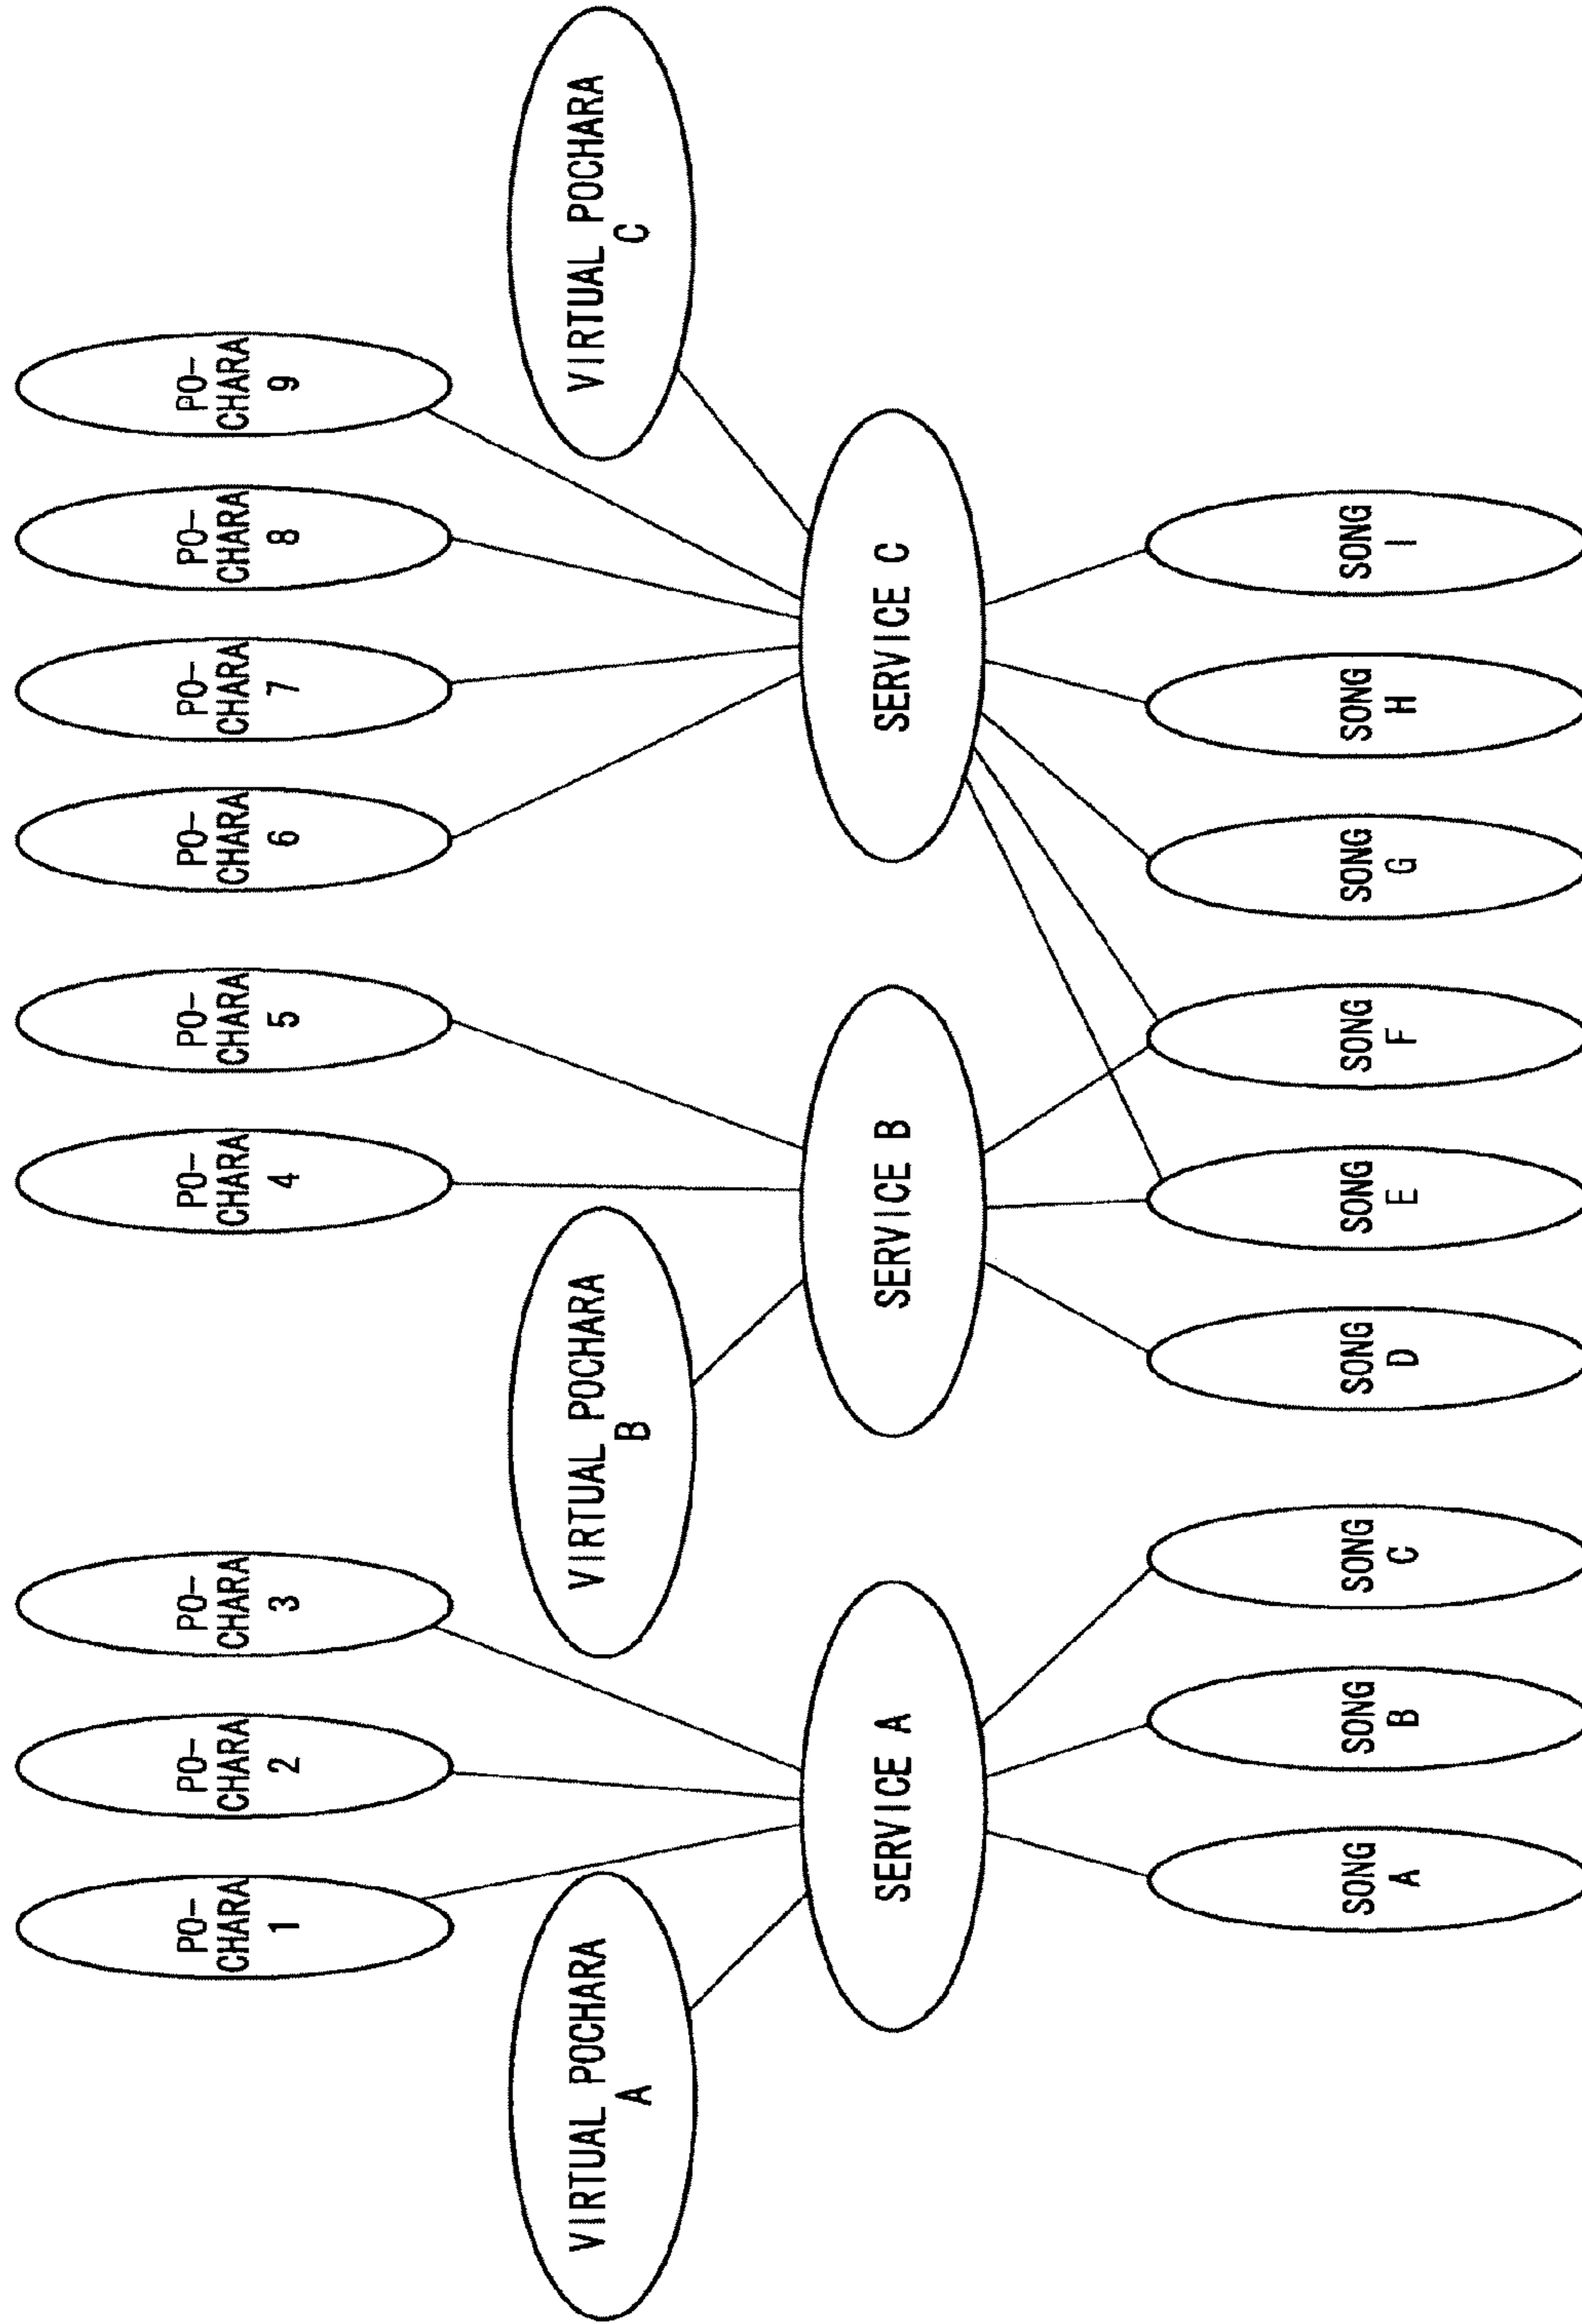 PO-
CHARA
1
PO-
CHARA
2
PO-
CHARA
3
PO-
CHARA
4
PO-
CHARA
5
PO-
CHARA
6
PO-
CHARA
7
PO-
CHARA
8
PO-
CHARA
9
VIRTUAL POCHARA
A
VIRTUAL POCHARA
B
VIRTUAL POCHARA
C
SERVICE A
SERVICE B
SERVICE C
SONG
A
SONG
B
SONG
C
SONG
D
SONG
E
SONG
F
SONG
G
SONG
H
SONG
I